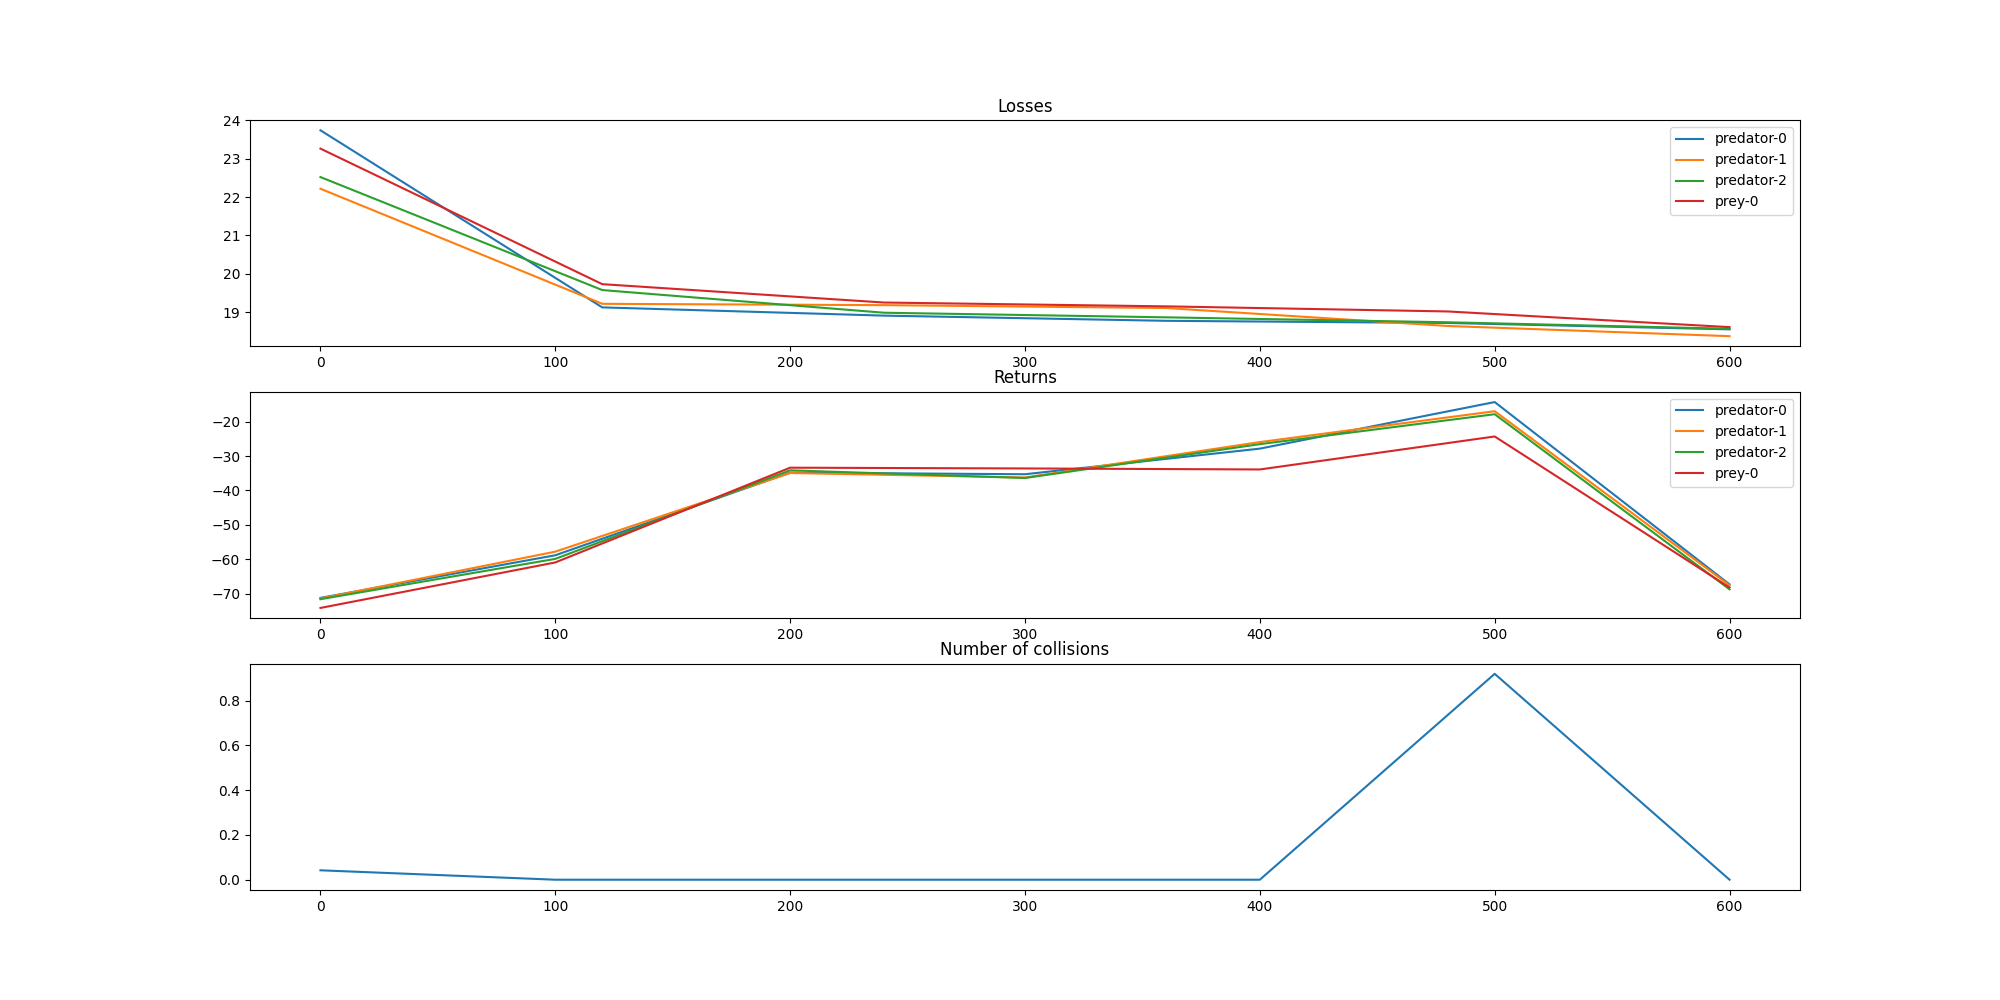 Losses
24
23
22
21
20
19
predator-0
predator-1
predator-2
prey-0
0 100 200 300 400 500 600
Returns
−20
−30
−40
−50
−60
−70
predator-0
predator-1
predator-2
prey-0
0 100 200 300 400 500 600
Number of collisions
0.8
0.6
0.4
0.2
0.0
0 100 200 300 400 500 600